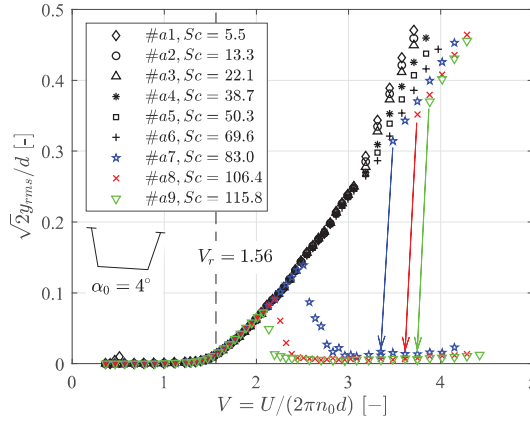 0.5
0.4
0.3
0.2
0.1
0
√2y_rms/d [-]
#a1, Sc = 5.5
#a2, Sc = 13.3
#a3, Sc = 22.1
#a4, Sc = 38.7
#a5, Sc = 50.3
#a6, Sc = 69.6
#a7, Sc = 83.0
#a8, Sc = 106.4
#a9, Sc = 115.8
V_r = 1.56
α_0 = 4°
0 1 2 3 4 5
V = U/(2πn_0d) [-]